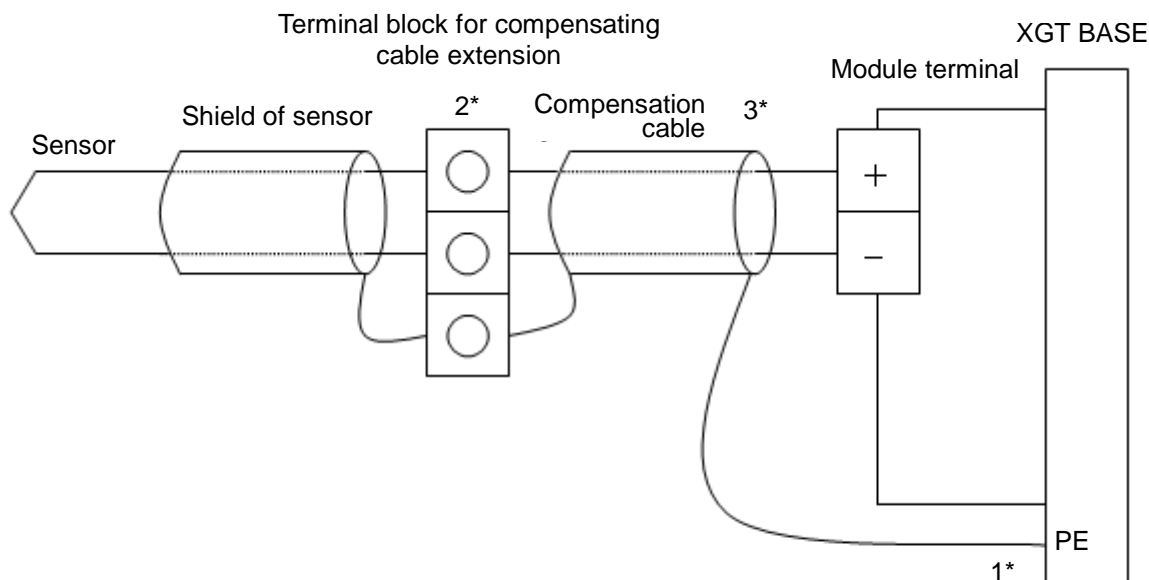 Terminal block for compensating
cable extension
XGT BASE
Module terminal
Shield of sensor
2*
Compensation
cable
3*
Sensor
+
−
PE
1*